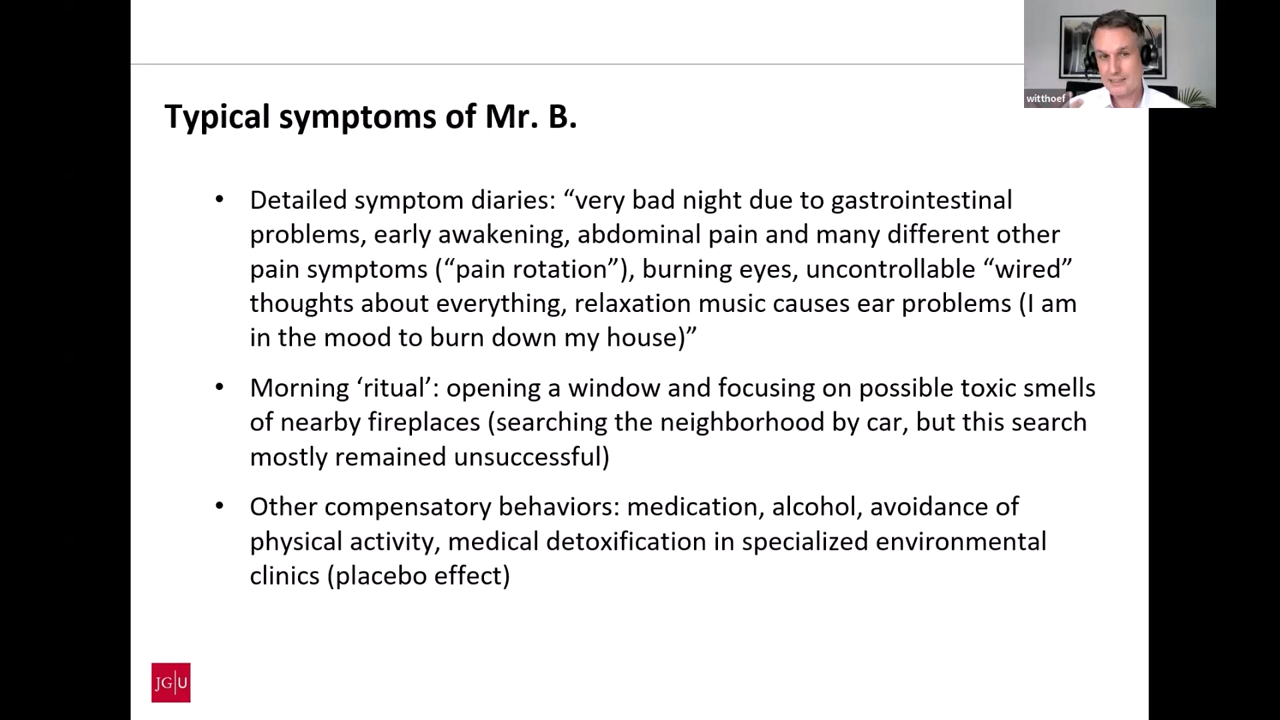 witthoef
Typical symptoms of Mr. B.
• Detailed symptom diaries: “very bad night due to gastrointestinal
problems, early awakening, abdominal pain and many different other
pain symptoms (“pain rotation”), burning eyes, uncontrollable “wired”
thoughts about everything, relaxation music causes ear problems (I am
in the mood to burn down my house)”
• Morning ‘ritual’: opening a window and focusing on possible toxic smells
of nearby fireplaces (searching the neighborhood by car, but this search
mostly remained unsuccessful)
• Other compensatory behaviors: medication, alcohol, avoidance of
physical activity, medical detoxification in specialized environmental
clinics (placebo effect)
JG|U